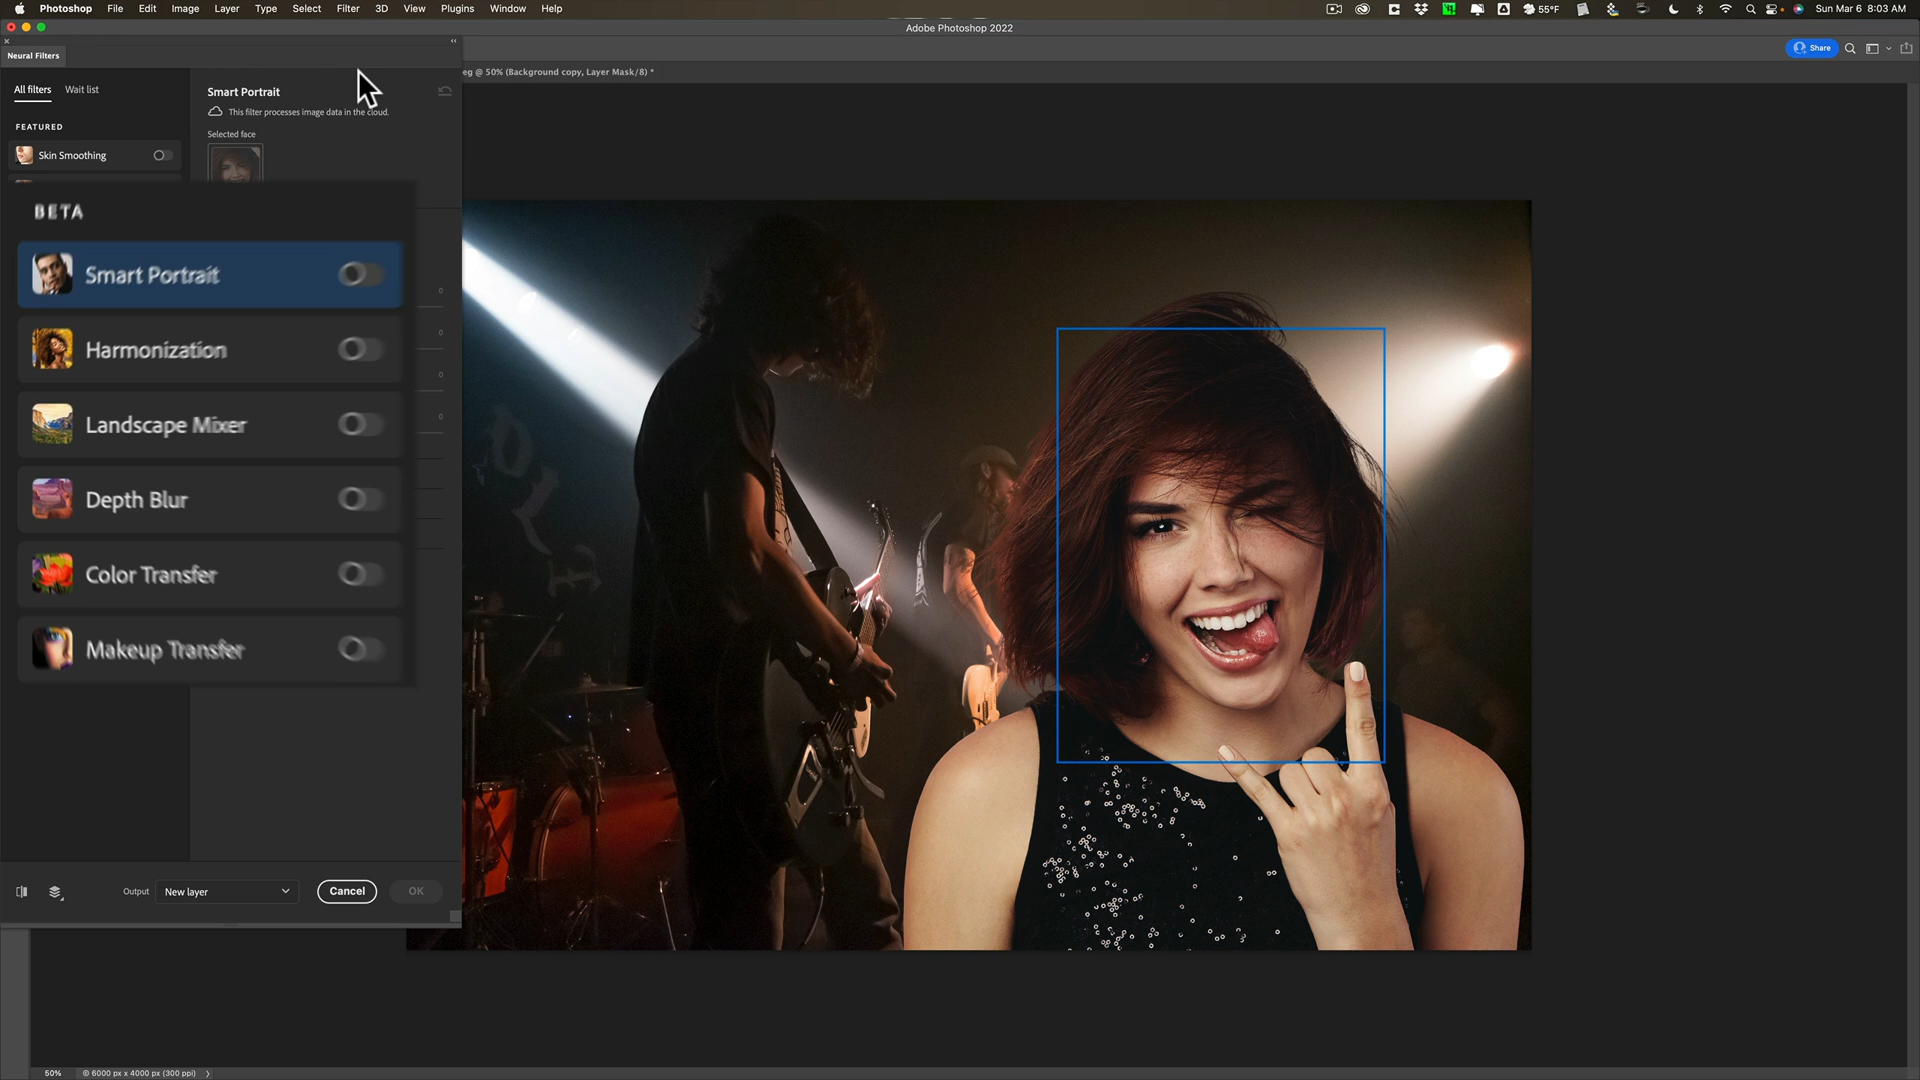 Photoshop File Edit Image Layer Type Select Filter 3D View Plugins Window Help
55°F Sun Mar 6 8:03 AM
Adobe Photoshop 2022
Share
Neural Filters
eg @ 50% (Background copy, Layer Mask/8) *
All filters Wait list
Smart Portrait
This filter processes image data in the cloud.
FEATURED
Selected face
Skin Smoothing
BETA
Smart Portrait
Harmonization
Landscape Mixer
Depth Blur
Color Transfer
Makeup Transfer
0
0
0
0
Output New layer Cancel OK
50% 6000 px x 4000 px (300 ppi)